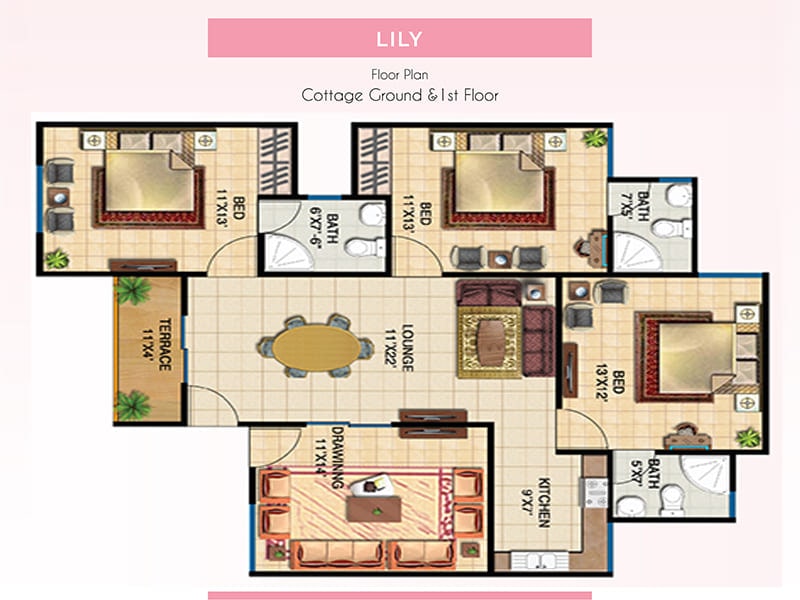 LILY
Floor Plan
Cottage Ground &1st Floor
BED
11'X13'
BATH
6'X7'-6"
BED
11'X13'
BATH
7'X5'
TERRACE
11'X4'
LOUNGE
11'X22'
BED
13'X12'
DRAWINNG
11'X14'
KITCHEN
9'X7'
BATH
5'X7'